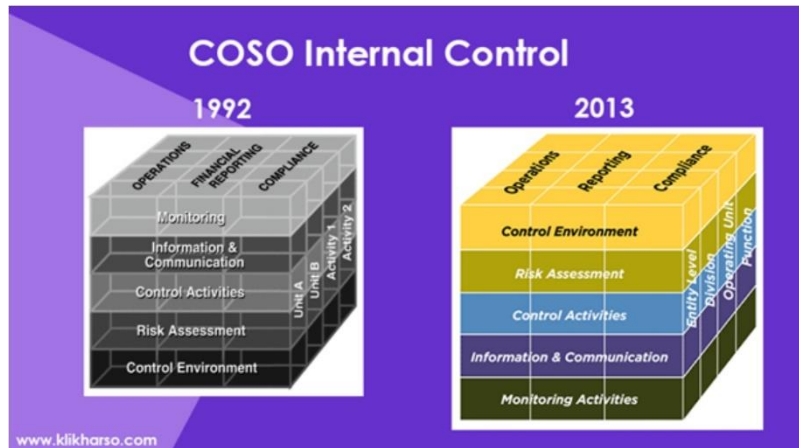 COSO Internal Control
1992
2013
OPERATIONS
FINANCIAL
REPORTING
COMPLIANCE
Monitoring
Information &
Communication
Control Activities
Risk Assessment
Control Environment
Unit A
Unit B
Activity 1
Activity 2
Operations
Reporting
Compliance
Control Environment
Risk Assessment
Control Activities
Information & Communication
Monitoring Activities
Entity Level
Division
Operating Unit
Function
www.klikharso.com